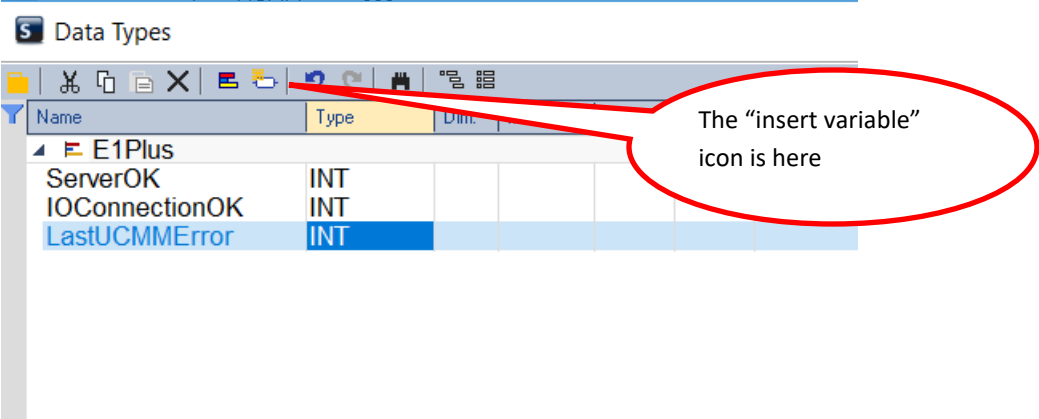 Data Types
Name Type Dim.
The “insert variable”
icon is here
E1Plus
ServerOK INT
IOConnectionOK INT
LastUCMMError INT